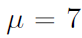 μ = 7